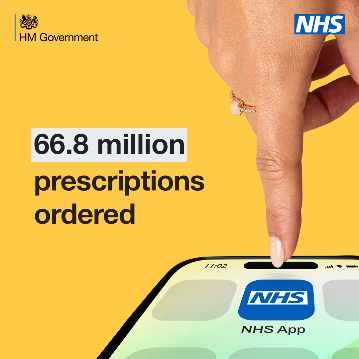 HM Government
NHS
66.8 million
prescriptions
ordered
11:02
NHS
NHS App